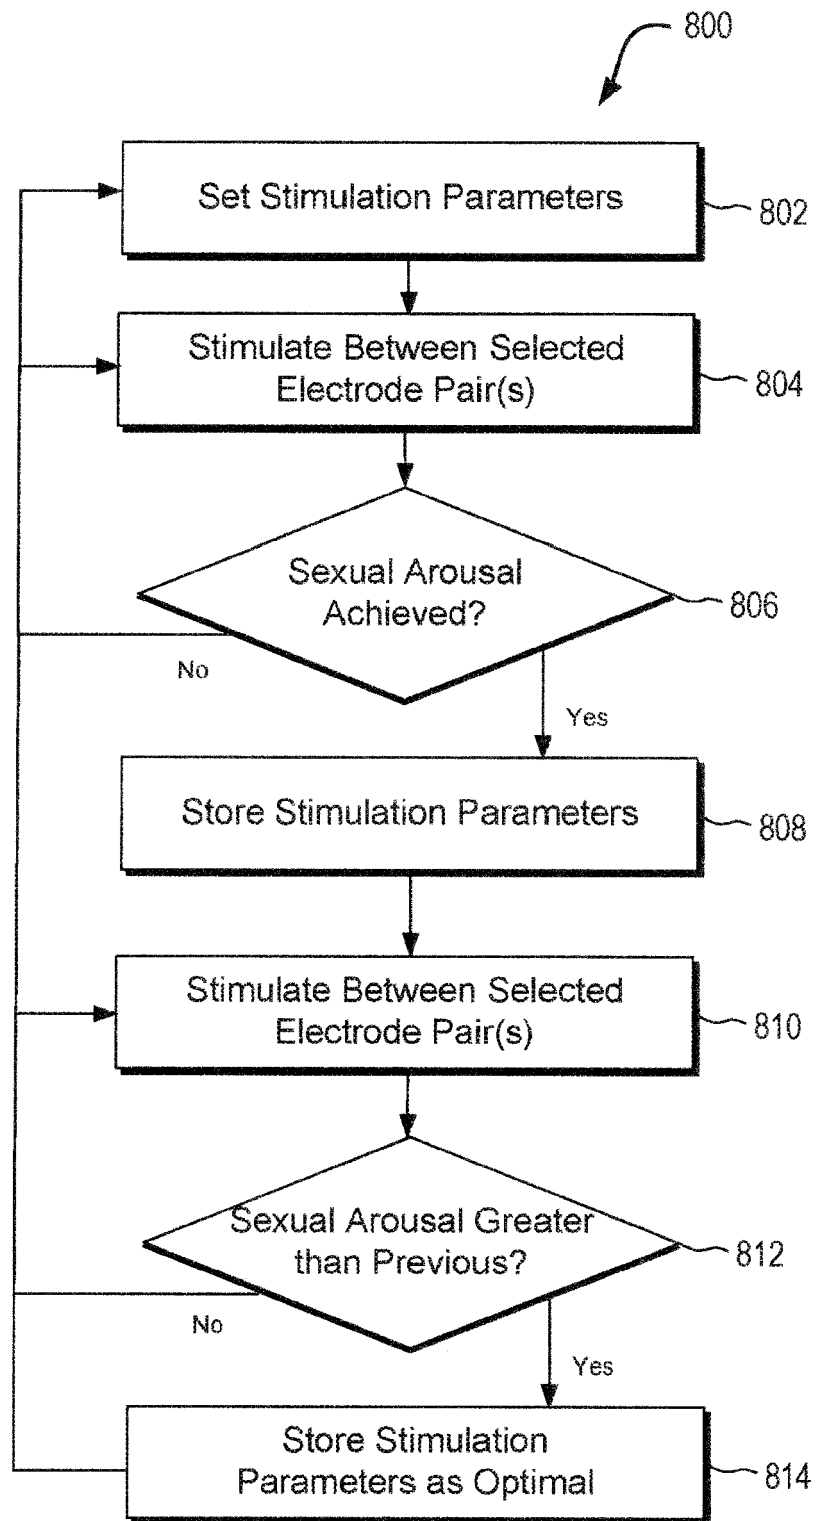 800
Set Stimulation Parameters
802
Stimulate Between Selected
Electrode Pair(s)
804
Sexual Arousal
Achieved?
806
No
Yes
Store Stimulation Parameters
808
Stimulate Between Selected
Electrode Pair(s)
810
Sexual Arousal Greater
than Previous?
812
No
Yes
Store Stimulation
Parameters as Optimal
814